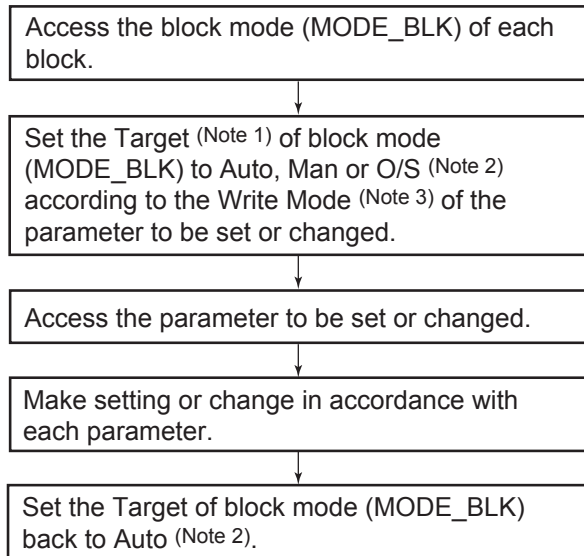 Access the block mode (MODE_BLK) of each
block.
Set the Target (Note 1) of block mode
(MODE_BLK) to Auto, Man or O/S (Note 2)
according to the Write Mode (Note 3) of the
parameter to be set or changed.
Access the parameter to be set or changed.
Make setting or change in accordance with
each parameter.
Set the Target of block mode (MODE_BLK)
back to Auto (Note 2).